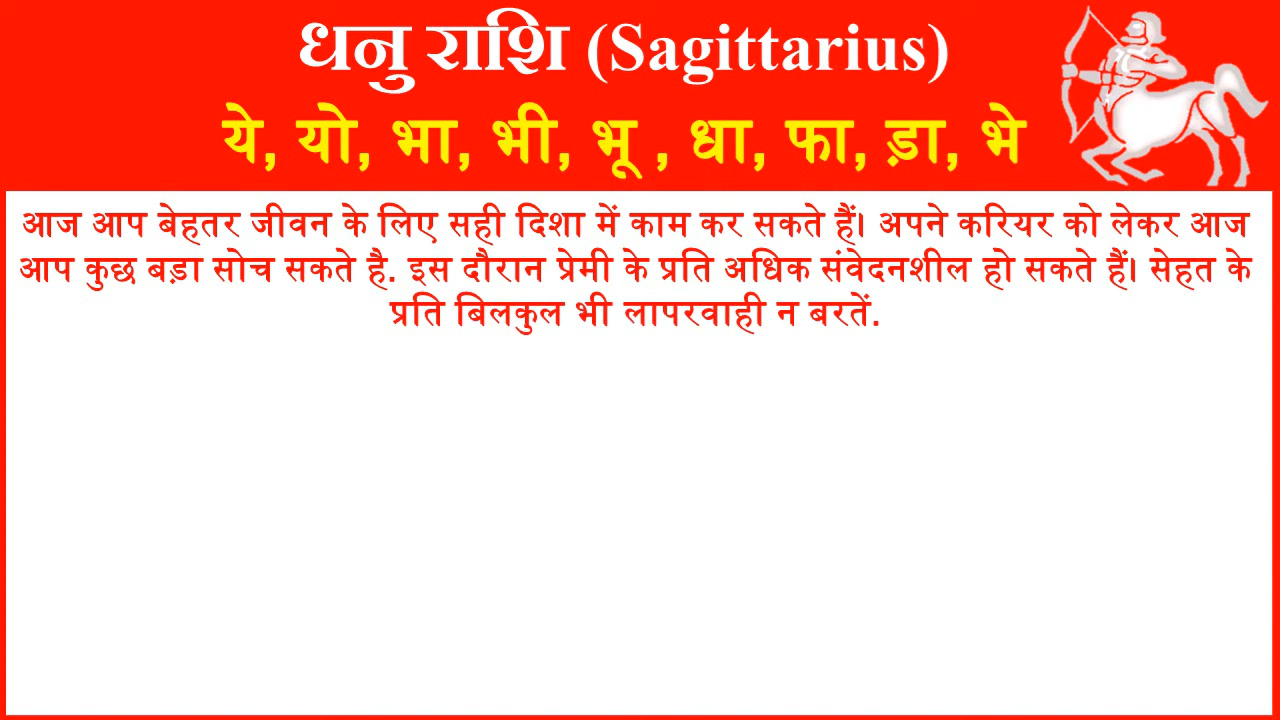 धनु राशि (Sagittarius)
ये, यो, भा, भी, भू , धा, फा, ड़ा, भे
आज आप बेहतर जीवन के लिए सही दिशा में काम कर सकते हैं। अपने करियर को लेकर आज
आप कुछ बड़ा सोच सकते है. इस दौरान प्रेमी के प्रति अधिक संवेदनशील हो सकते हैं। सेहत के
प्रति बिलकुल भी लापरवाही न बरतें.